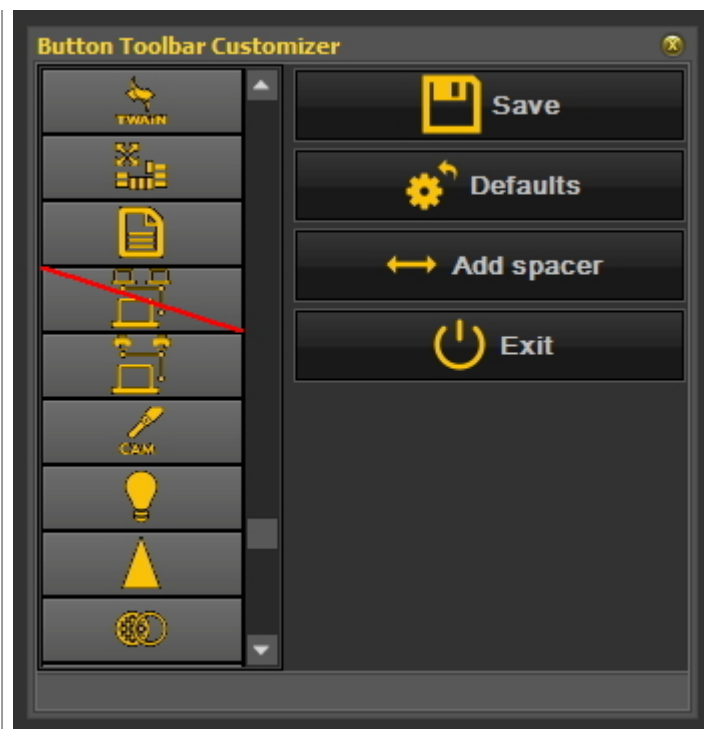 Button Toolbar Customizer
TWAIN
CAM
Save
Defaults
Add spacer
Exit